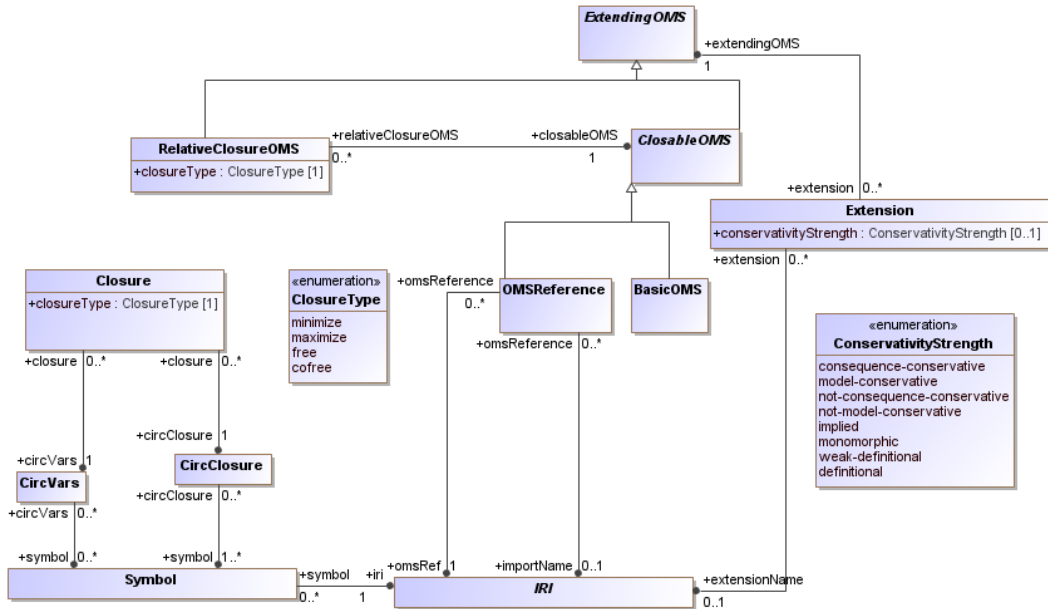 ExtendingOMS
+extendingOMS
1
+relativeClosureOMS
+closableOMS
RelativeClosureOMS
+closureType : ClosureType [1]
0..*
1
ClosableOMS
+extension
0..*
Extension
+conservativityStrength : ConservativityStrength [0..1]
+extension
0..*
Closure
+closureType : ClosureType [1]
+closure
0..*
+closure
0..*
«enumeration»
ClosureType
minimize
maximize
free
cofree
+omsReference
0..*
OMSReference
BasicOMS
+omsReference
0..*
«enumeration»
ConservativityStrength
consequence-conservative
model-conservative
not-consequence-conservative
not-model-conservative
implied
monomorphic
weak-definitional
definitional
+circClosure
1
+circVars
1
CircVars
CircClosure
+circVars
0..*
+circClosure
0..*
+symbol
0..*
+symbol
1..*
Symbol
+symbol
0..*
+iri
1
+omsRef
1
+importName
0..1
IRI
+extensionName
0..1